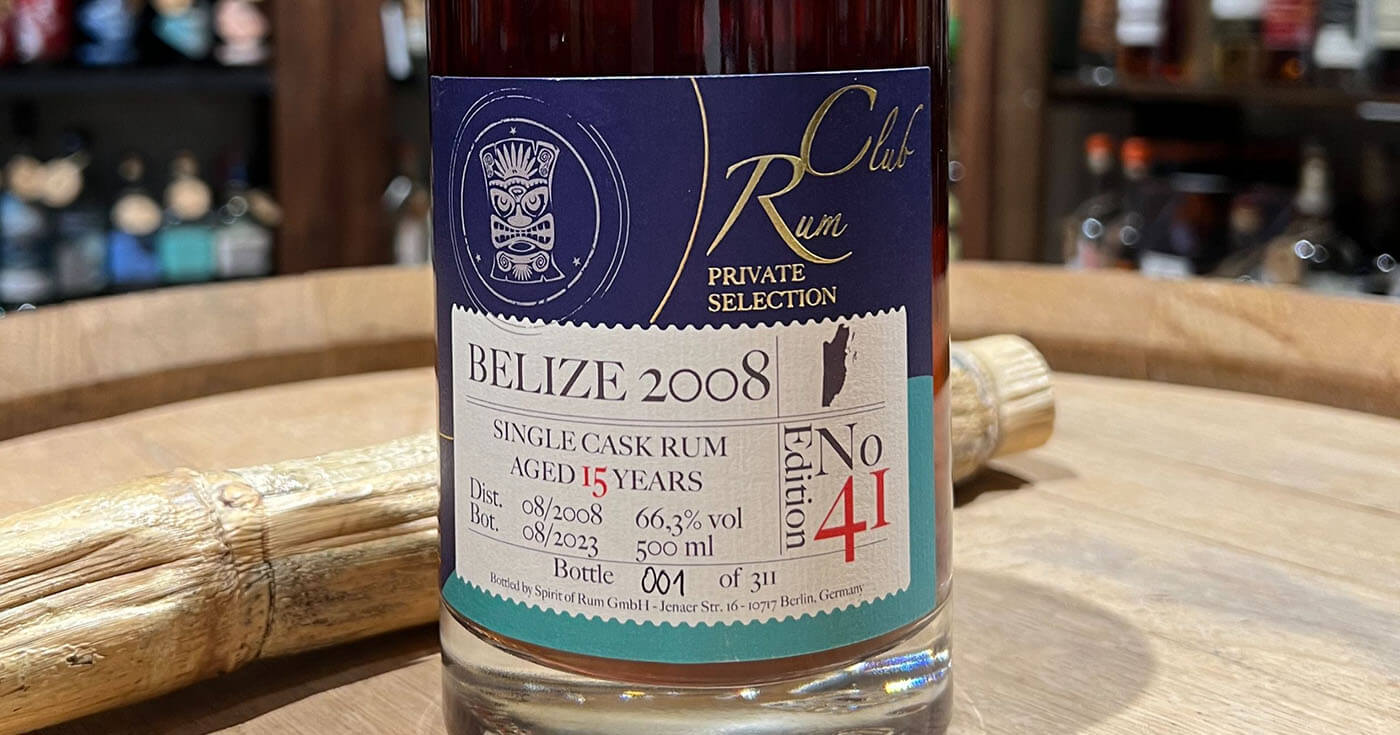 Rum Club
PRIVATE
SELECTION
BELIZE 2008
SINGLE CASK RUM
AGED 15 YEARS
Dist. 08/2008 66,3% vol
Bot. 08/2023 500 ml
Edition
No
41
Bottle 001 of 311
Bottled by Spirit of Rum GmbH - Jenaer Str. 16 - 10717 Berlin, Germany